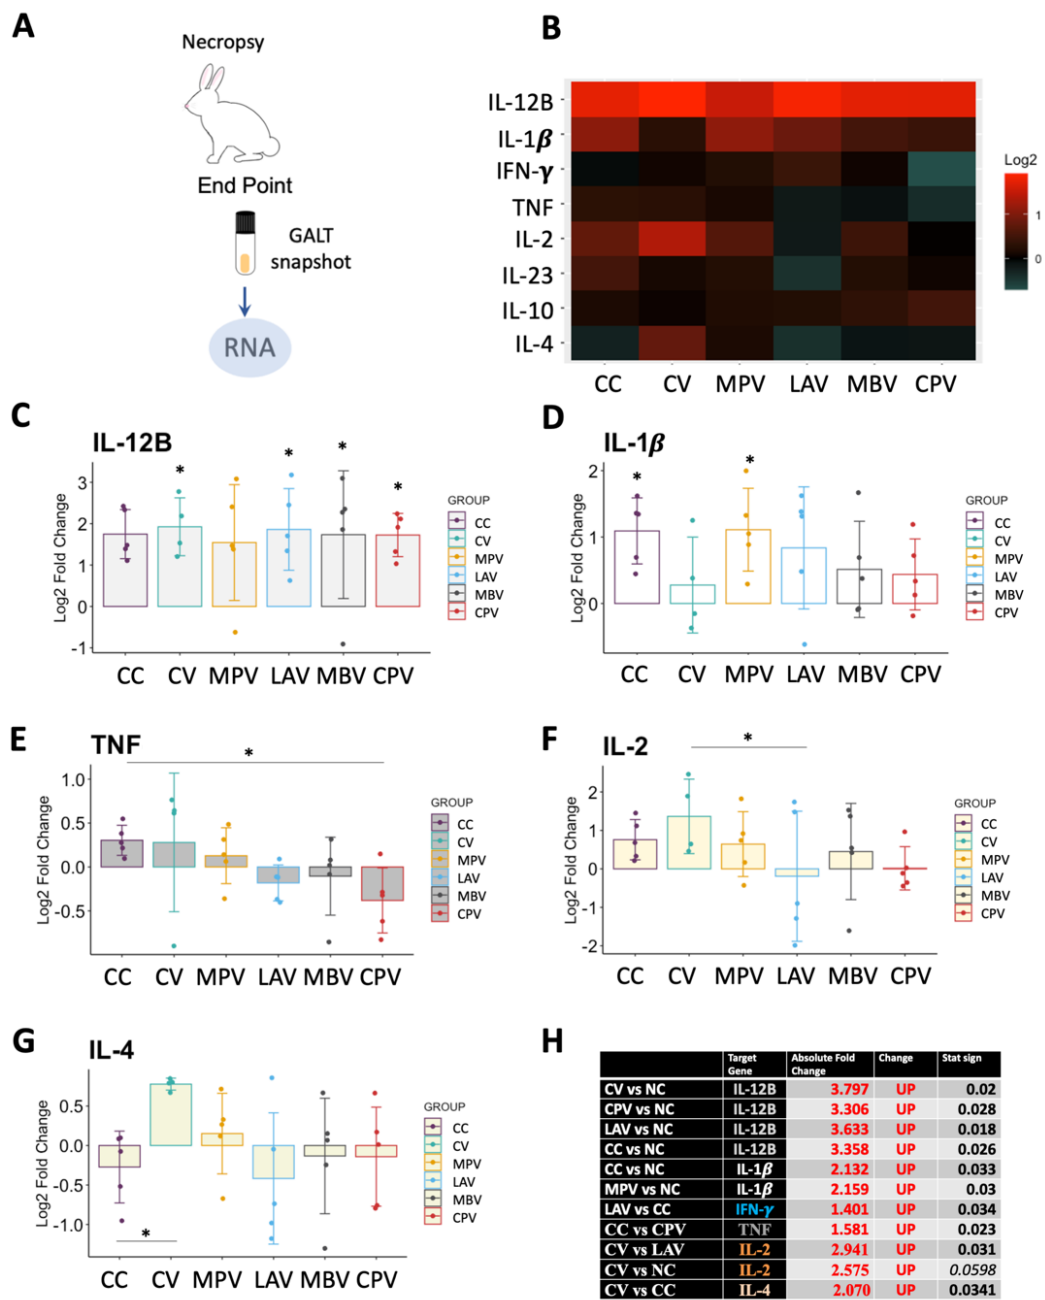 A
Necropsy
End Point
GALT
snapshot
RNA
B
IL-12B
IL-1β
IFN-γ
TNF
IL-2
IL-23
IL-10
IL-4
CC CV MPV LAV MBV CPV
Log2
1
0
C
IL-12B
* * * *
Log2 Fold Change
3
2
1
0
-1
CC CV MPV LAV MBV CPV
GROUP
CC
CV
MPV
LAV
MBV
CPV
D
IL-1β
* *
Log2 Fold Change
2
1
0
CC CV MPV LAV MBV CPV
GROUP
CC
CV
MPV
LAV
MBV
CPV
E
TNF
*
Log2 Fold Change
1.0
0.5
0.0
-0.5
CC CV MPV LAV MBV CPV
GROUP
CC
CV
MPV
LAV
MBV
CPV
F
IL-2
*
Log2 Fold Change
2
1
0
-1
-2
CC CV MPV LAV MBV CPV
GROUP
CC
CV
MPV
LAV
MBV
CPV
G
IL-4
Log2 Fold Change
0.5
0.0
-0.5
-1.0
*
CC CV MPV LAV MBV CPV
GROUP
CC
CV
MPV
LAV
MBV
CPV
H
Target Gene Absolute Fold Change Change Stat sign
CV vs NC IL-12B 3.797 UP 0.02
CPV vs NC IL-12B 3.306 UP 0.028
LAV vs NC IL-12B 3.633 UP 0.018
CC vs NC IL-12B 3.358 UP 0.026
CC vs NC IL-1β 2.132 UP 0.033
MPV vs NC IL-1β 2.159 UP 0.03
LAV vs CC IFN-γ 1.401 UP 0.034
CC vs CPV TNF 1.581 UP 0.023
CV vs LAV IL-2 2.941 UP 0.031
CV vs NC IL-2 2.575 UP 0.0598
CV vs CC IL-4 2.070 UP 0.0341